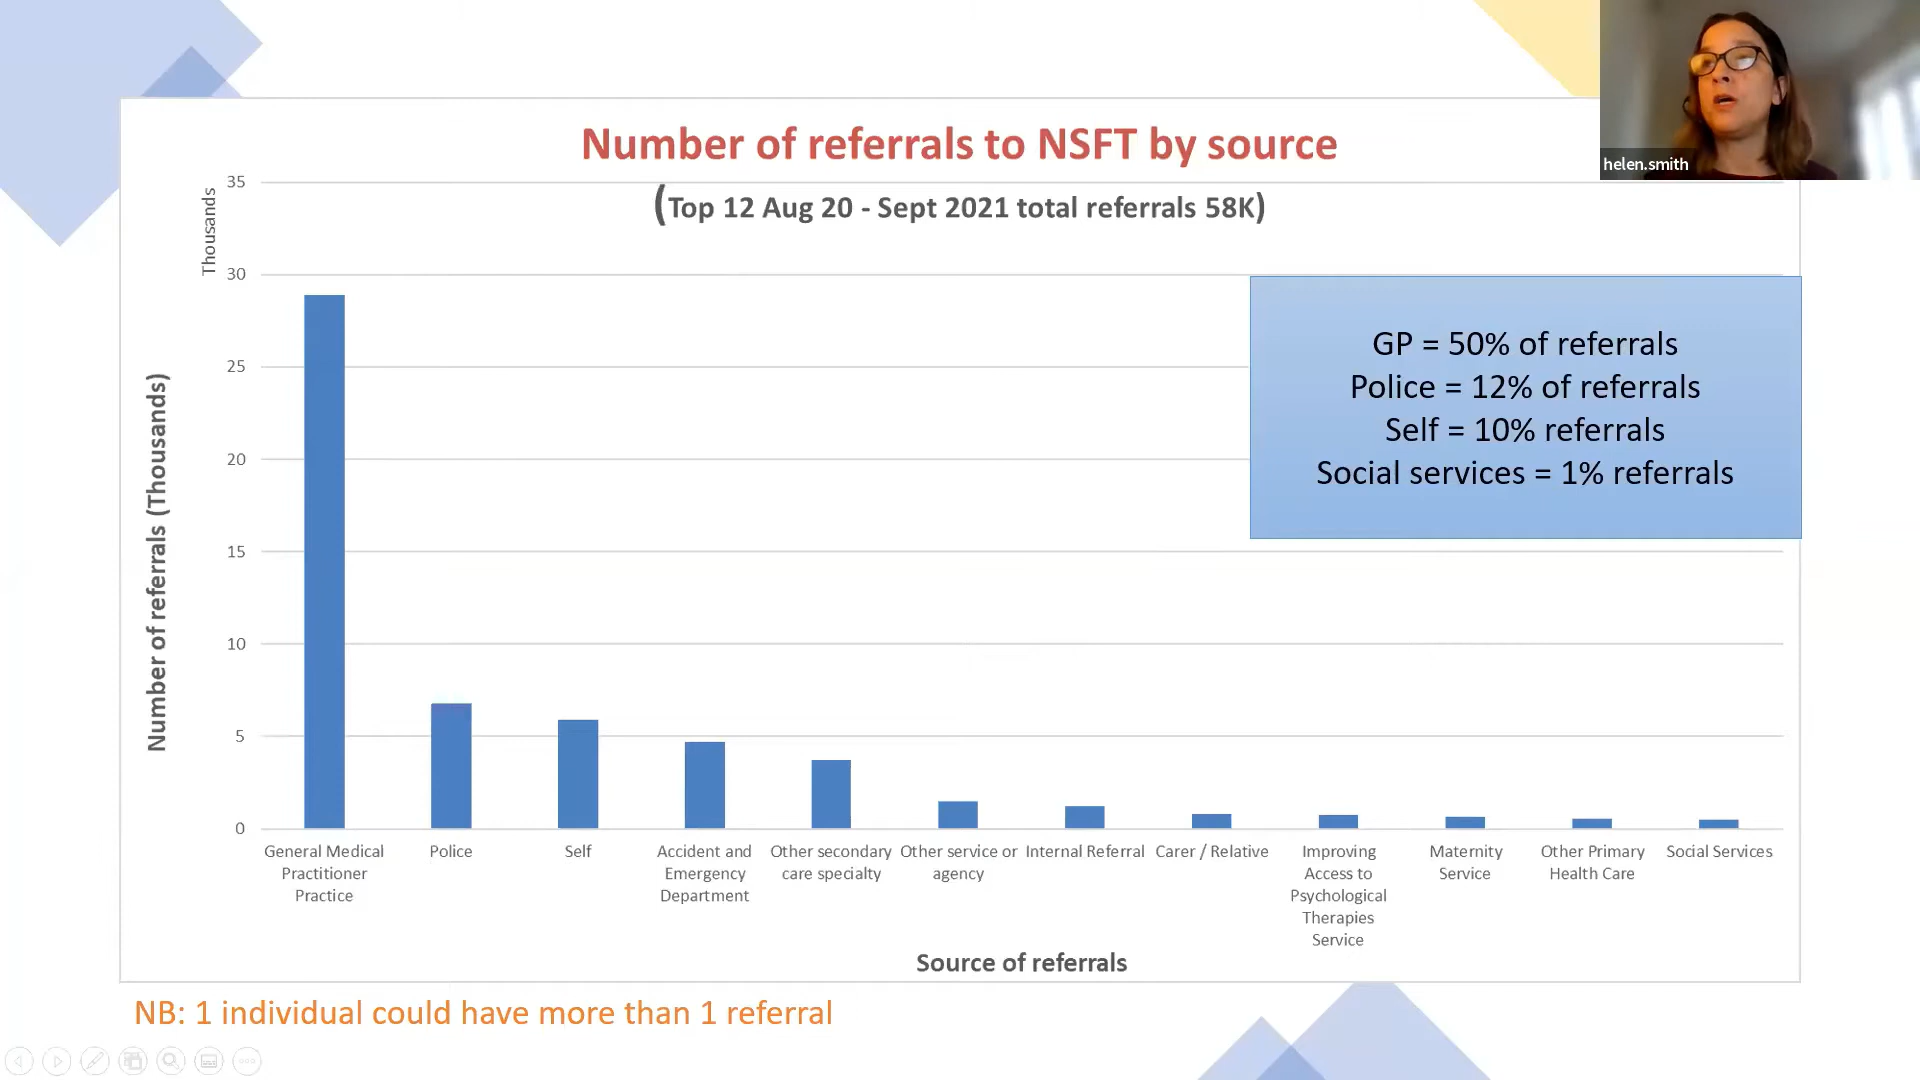 Number of referrals to NSFT by source
(Top 12 Aug 20 - Sept 2021 total referrals 58K)
helen.smith
Thousands
Number of referrals (Thousands)
35
30
25
20
15
10
5
0
GP = 50% of referrals
Police = 12% of referrals
Self = 10% referrals
Social services = 1% referrals
General Medical
Practitioner
Practice
Police
Self
Accident and
Emergency
Department
Other secondary
care specialty
Other service or
agency
Internal Referral
Carer / Relative
Improving
Access to
Psychological
Therapies
Service
Maternity
Service
Other Primary
Health Care
Social Services
Source of referrals
NB: 1 individual could have more than 1 referral